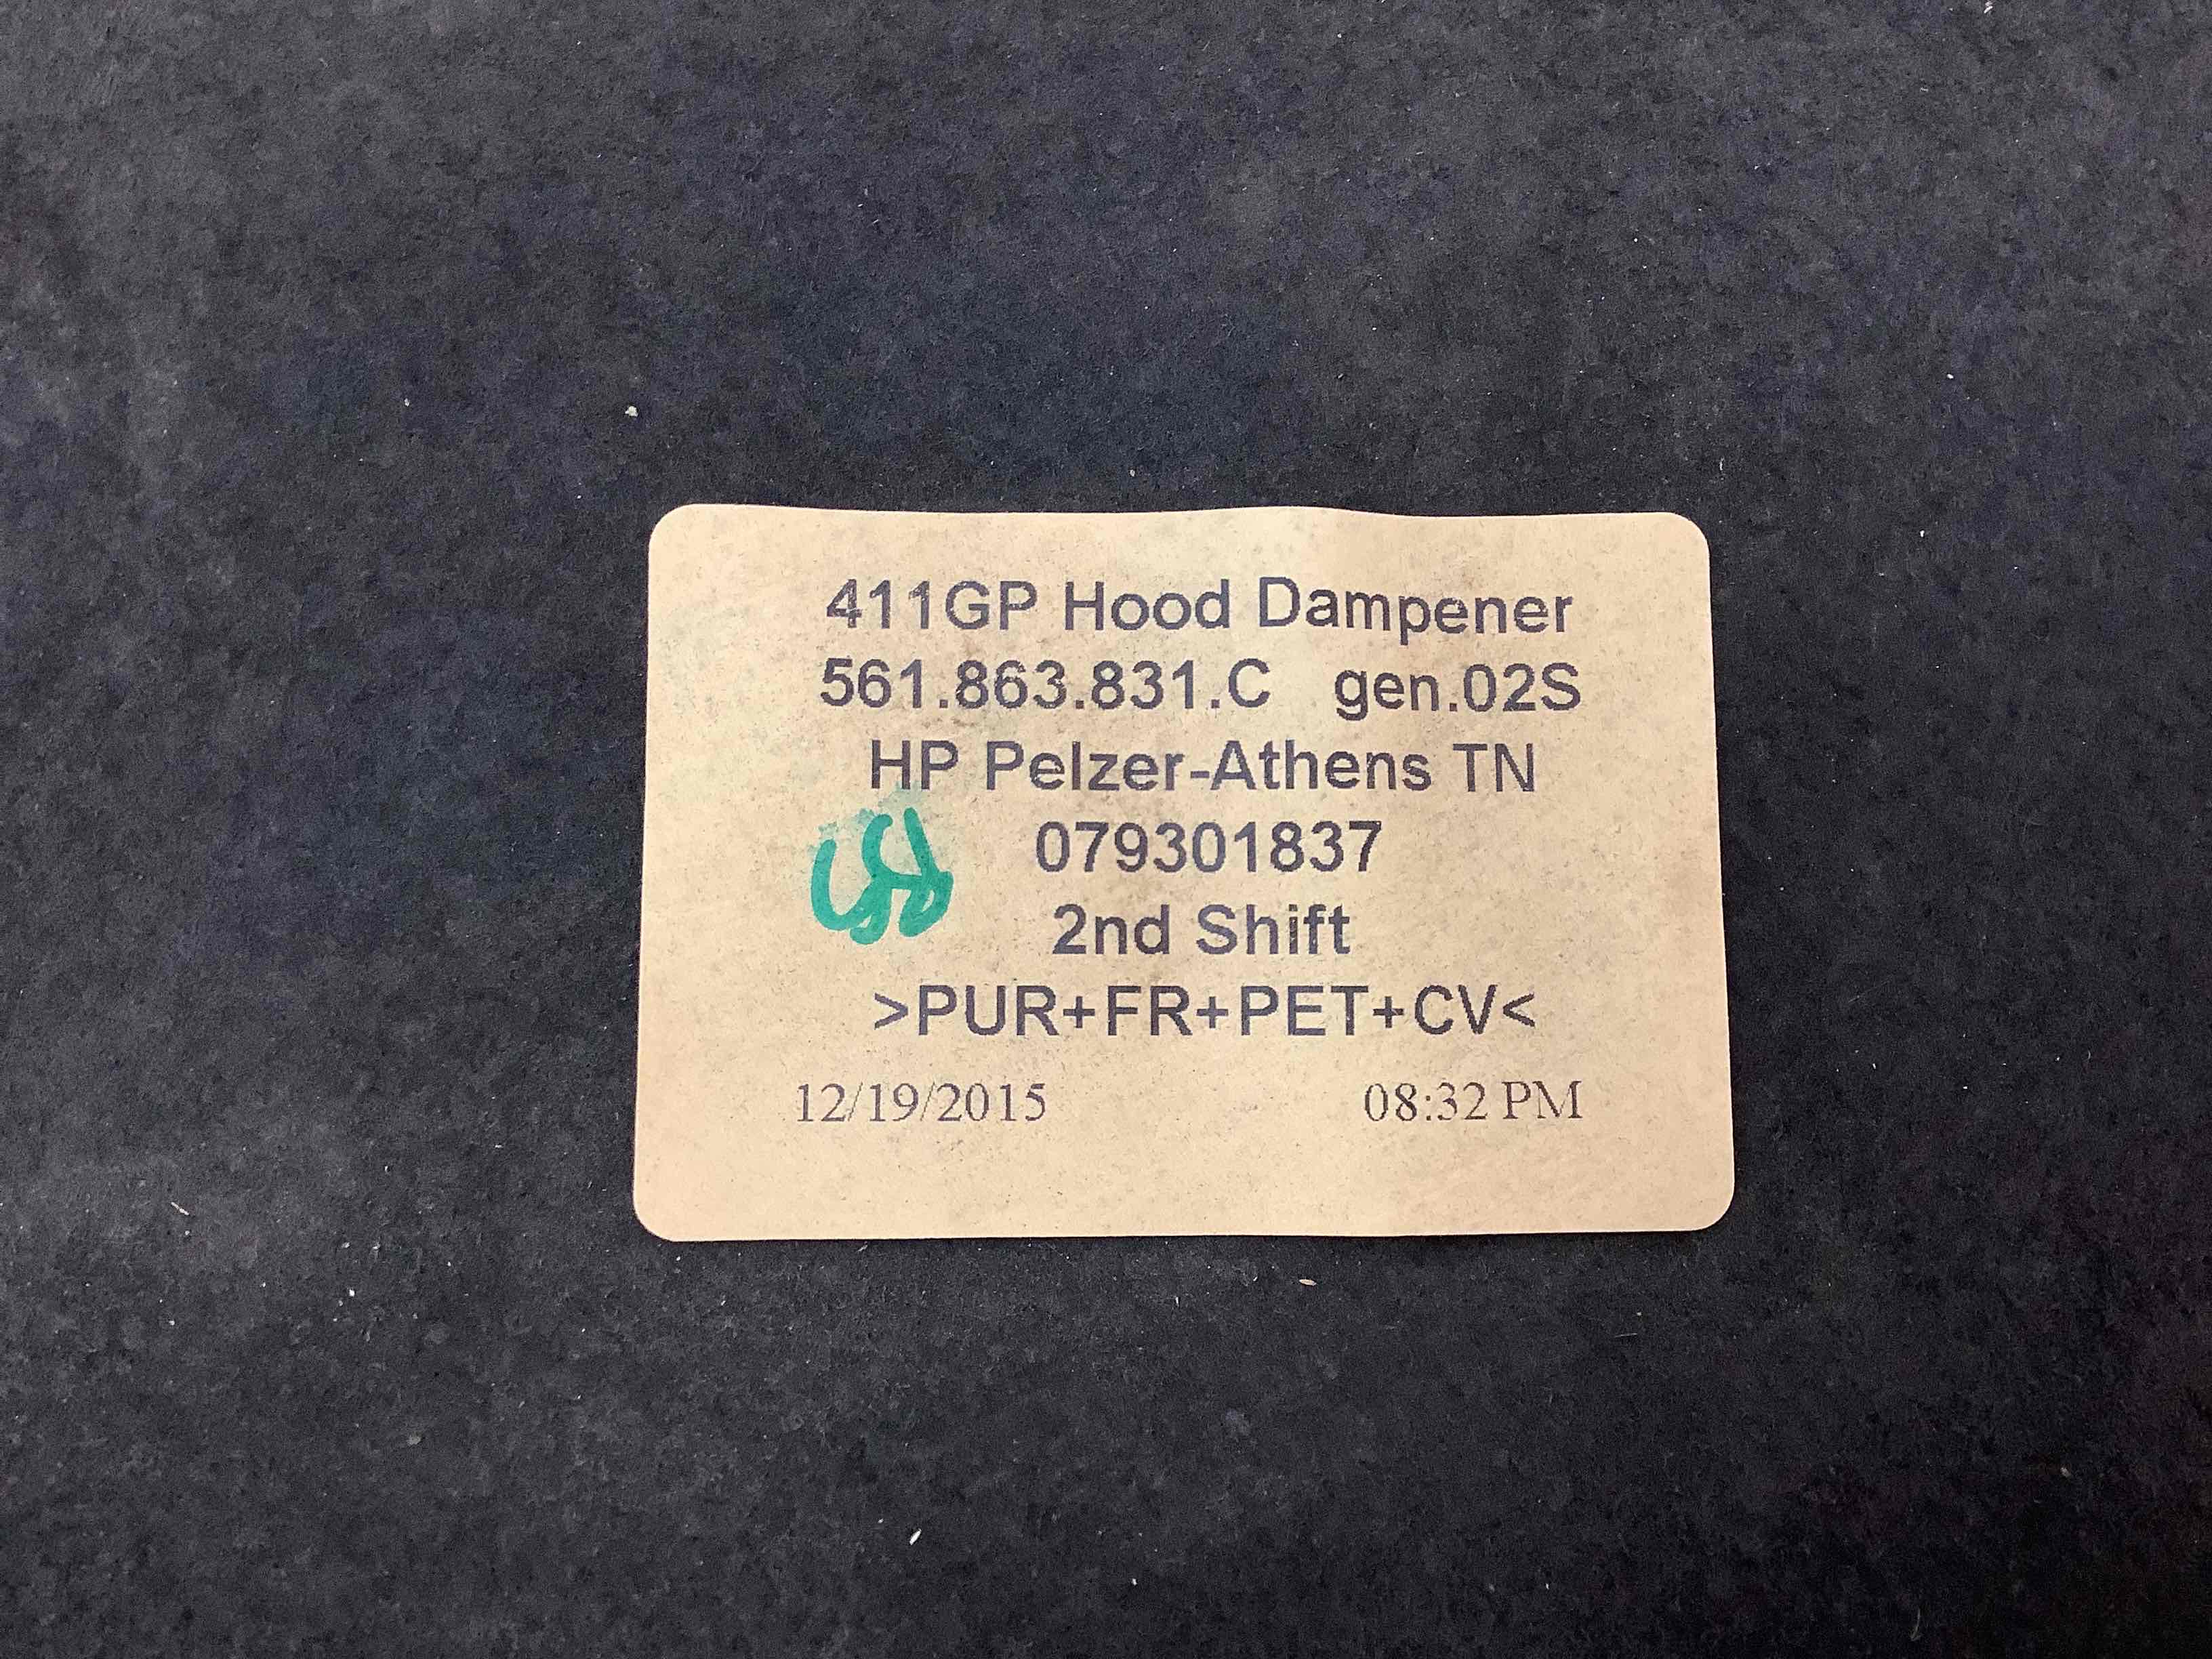 411GP Hood Dampener
561.863.831.C gen.02S
HP Pelzer-Athens TN
079301837
2nd Shift
>PUR+FR+PET+CV<
12/19/2015 08:32 PM